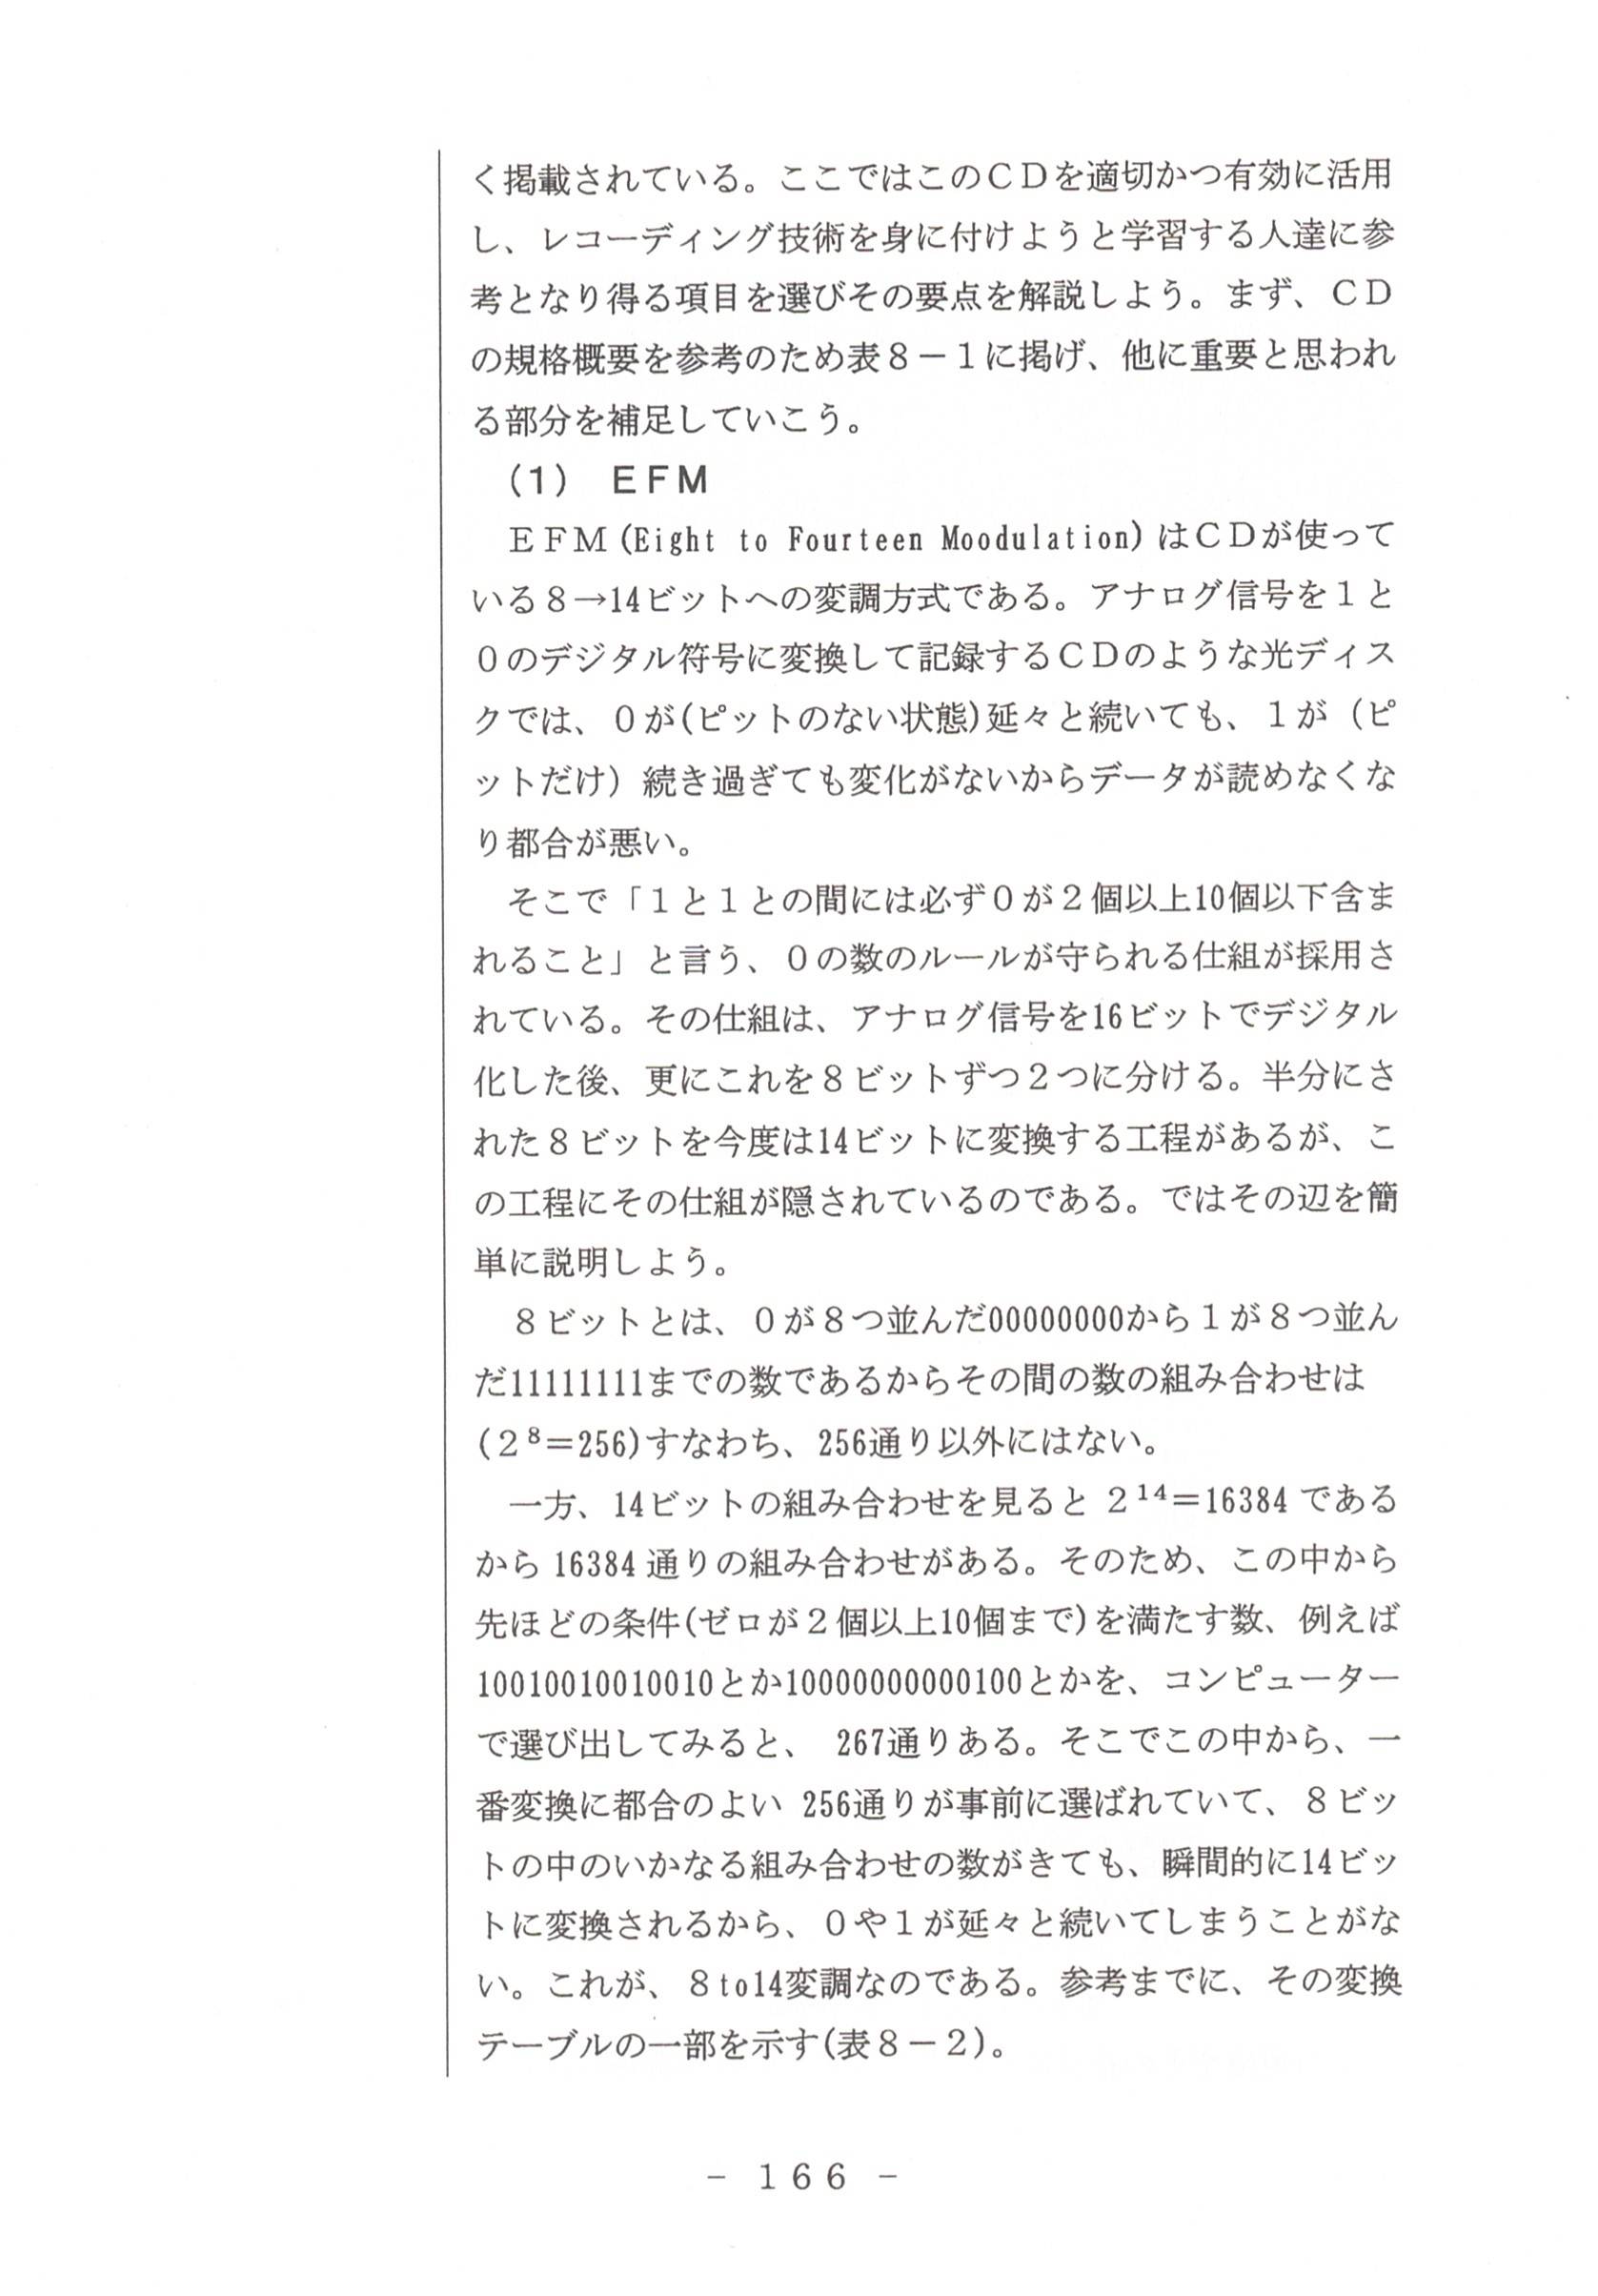 く掲載されている。ここではこのＣＤを適切かつ有効に活用
し、レコーディング技術を身に付けようと学習する人達に参
考となり得る項目を選びその要点を解説しよう。まず、ＣＤ
の規格概要を参考のため表８－１に掲げ、他に重要と思われ
る部分を補足していこう。
（1）　ＥＦＭ
ＥＦＭ(Eight to Fourteen Moodulation)はＣＤが使って
いる８→14ビットへの変調方式である。アナログ信号を１と
０のデジタル符号に変換して記録するＣＤのような光ディス
クでは、０が(ピットのない状態)延々と続いても、１が（ピ
ットだけ）続き過ぎても変化がないからデータが読めなくな
り都合が悪い。
そこで「１と１との間には必ず０が２個以上10個以下含ま
れること」と言う、０の数のルールが守られる仕組が採用さ
れている。その仕組は、アナログ信号を16ビットでデジタル
化した後、更にこれを８ビットずつ２つに分ける。半分にさ
れた８ビットを今度は14ビットに変換する工程があるが、こ
の工程にその仕組が隠されているのである。ではその辺を簡
単に説明しよう。
８ビットとは、０が８つ並んだ00000000から１が８つ並ん
だ11111111までの数であるからその間の数の組み合わせは
(２⁸＝256)すなわち、256通り以外にはない。
一方、14ビットの組み合わせを見ると ２¹⁴＝16384 である
から 16384 通りの組み合わせがある。そのため、この中から
先ほどの条件(ゼロが２個以上10個まで)を満たす数、例えば
10010010010010とか10000000000100とかを、コンピューター
で選び出してみると、 267通りある。そこでこの中から、一
番変換に都合のよい 256通りが事前に選ばれていて、８ビッ
トの中のいかなる組み合わせの数がきても、瞬間的に14ビッ
トに変換されるから、０や１が延々と続いてしまうことがな
い。これが、８to14変調なのである。参考までに、その変換
テーブルの一部を示す(表８－２)。
－ １６６ －